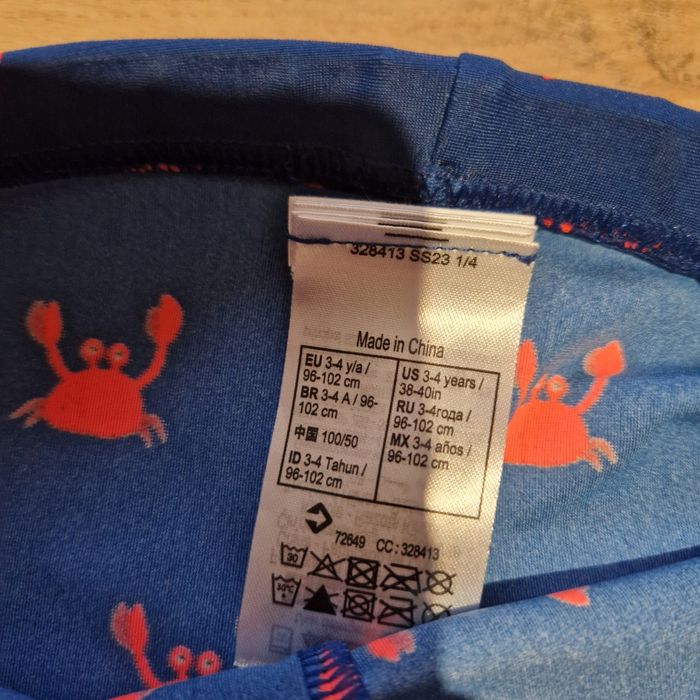 328413 SS23 1/4
Made in China
EU 3-4 y/a /
96-102 cm
BR 3-4 A / 96-
102 cm
中国 100/50
ID 3-4 Tahun /
96-102 cm
US 3-4 years /
38-40in
RU 3-4года /
96-102 cm
MX 3-4 años /
96-102 cm
72649 CC: 328413
30
30°C